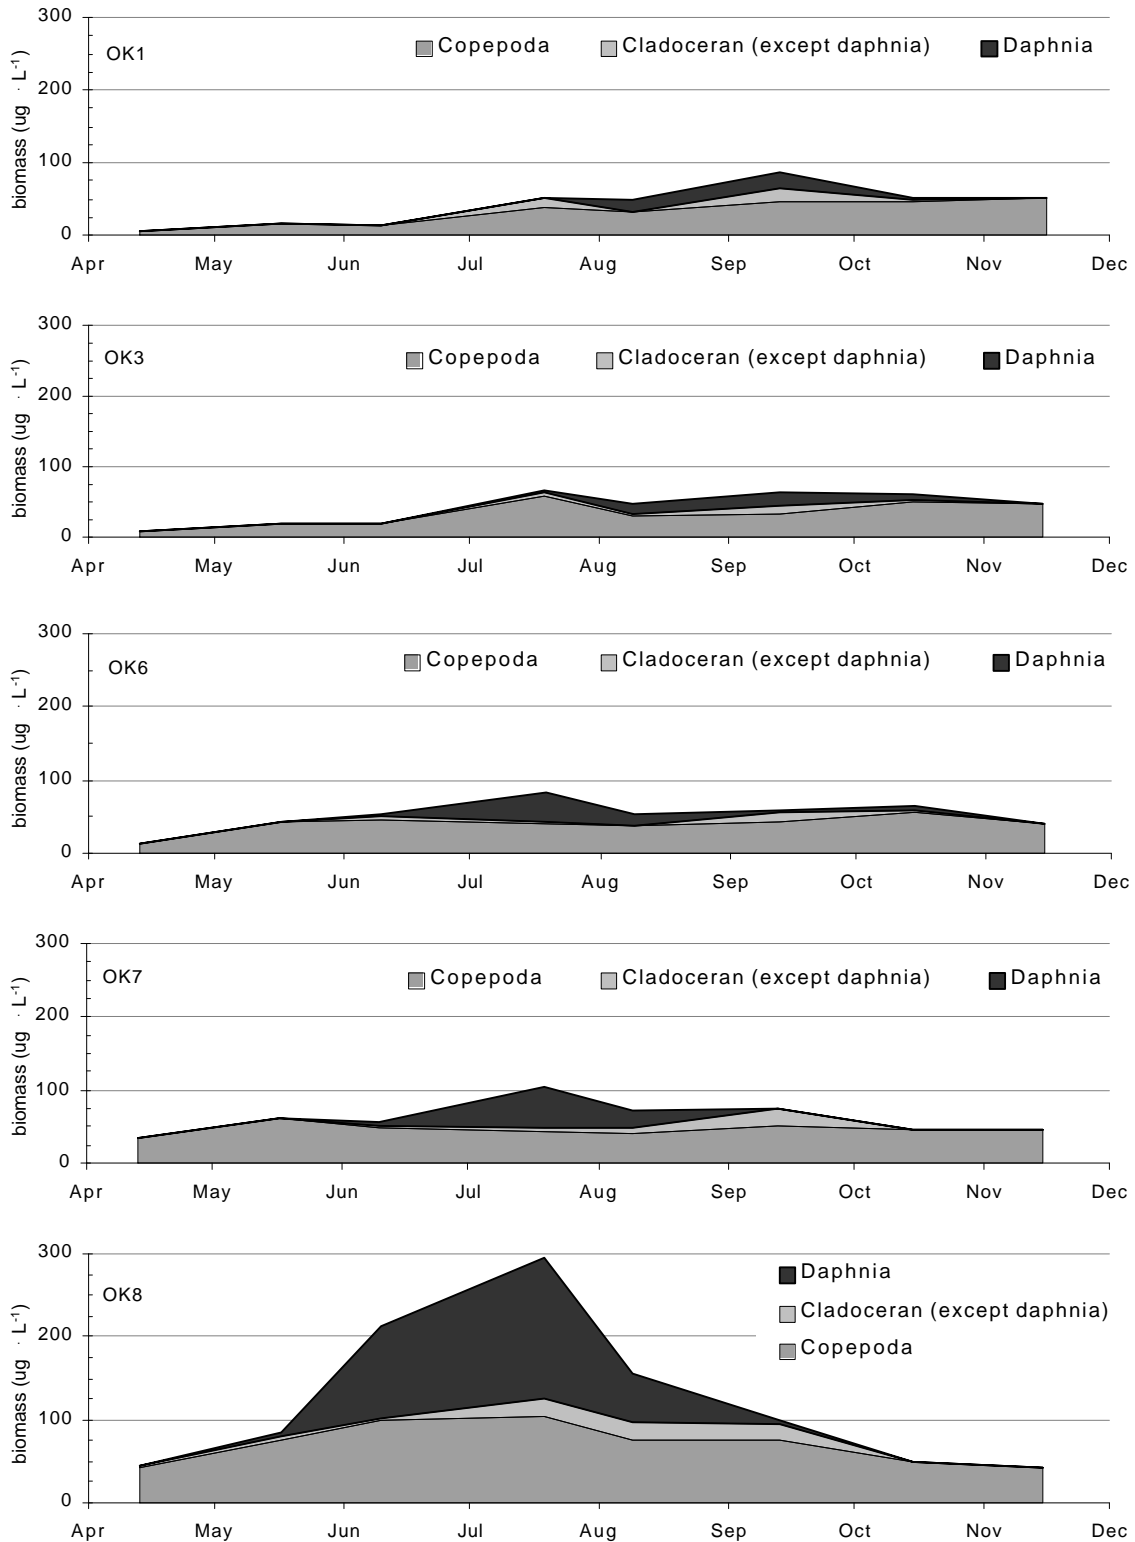 300
OK1
Copepoda Cladoceran (except daphnia) Daphnia
200
100
0
biomass (ug · L-1)
Apr May Jun Jul Aug Sep Oct Nov Dec
300
OK3
Copepoda Cladoceran (except daphnia) Daphnia
200
100
0
biomass (ug · L-1)
Apr May Jun Jul Aug Sep Oct Nov Dec
300
OK6
Copepoda Cladoceran (except daphnia) Daphnia
200
100
0
biomass (ug · L-1)
Apr May Jun Jul Aug Sep Oct Nov Dec
300
OK7
Copepoda Cladoceran (except daphnia) Daphnia
200
100
0
biomass (ug · L-1)
Apr May Jun Jul Aug Sep Oct Nov Dec
300
OK8
Daphnia
Cladoceran (except daphnia)
Copepoda
200
100
0
biomass (ug · L-1)
Apr May Jun Jul Aug Sep Oct Nov Dec